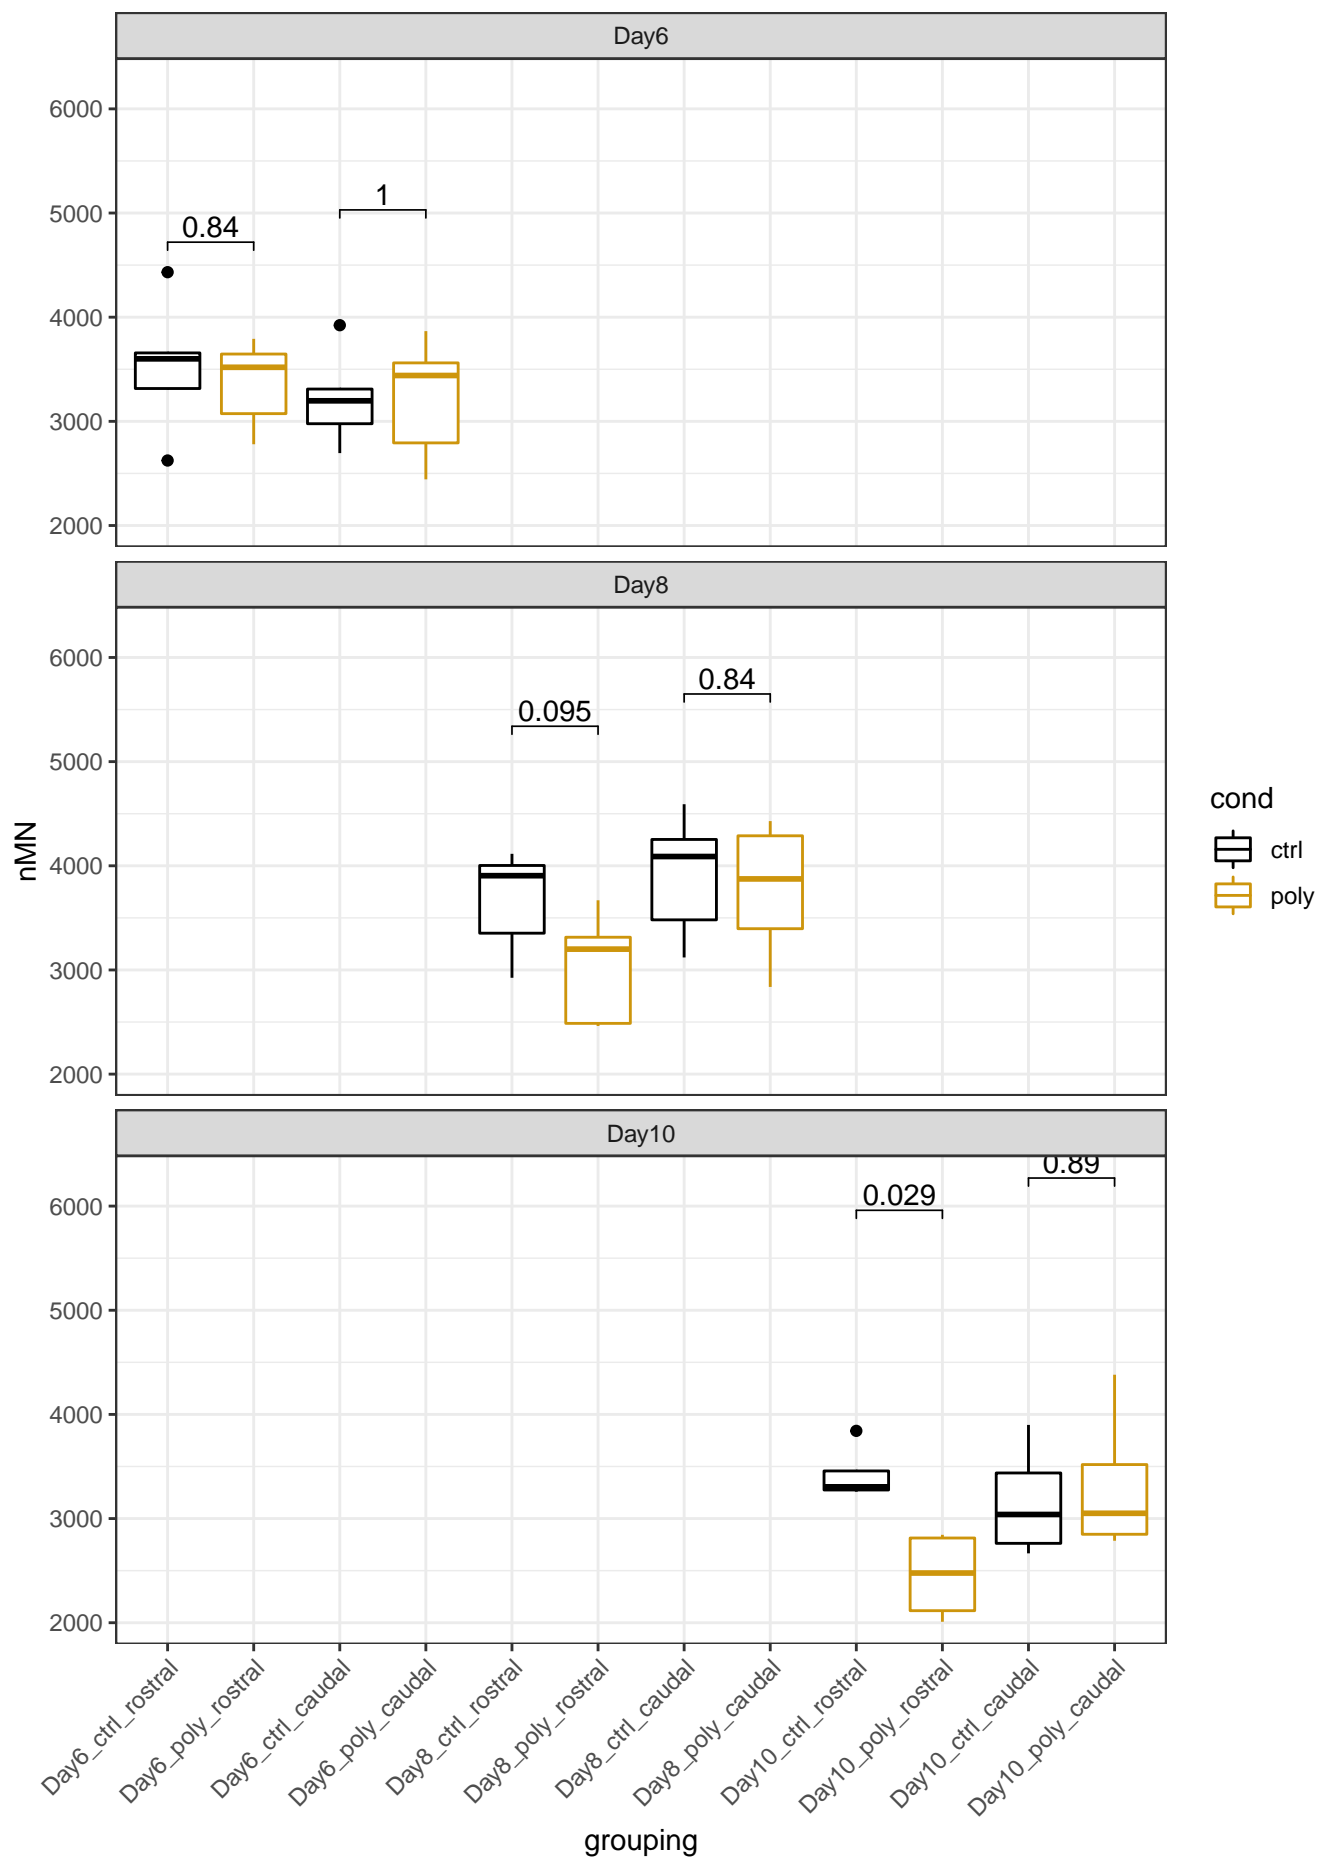 Day6
6000
5000
4000
3000
2000
0.84
1
Day8
6000
5000
4000
3000
2000
0.095
0.84
Day10
6000
5000
4000
3000
2000
0.029
0.89
nMN
Day6_ctrl_rostral
Day6_poly_rostral
Day6_ctrl_caudal
Day6_poly_caudal
Day8_ctrl_rostral
Day8_poly_rostral
Day8_ctrl_caudal
Day8_poly_caudal
Day10_ctrl_rostral
Day10_poly_rostral
Day10_ctrl_caudal
Day10_poly_caudal
grouping
cond
ctrl
poly